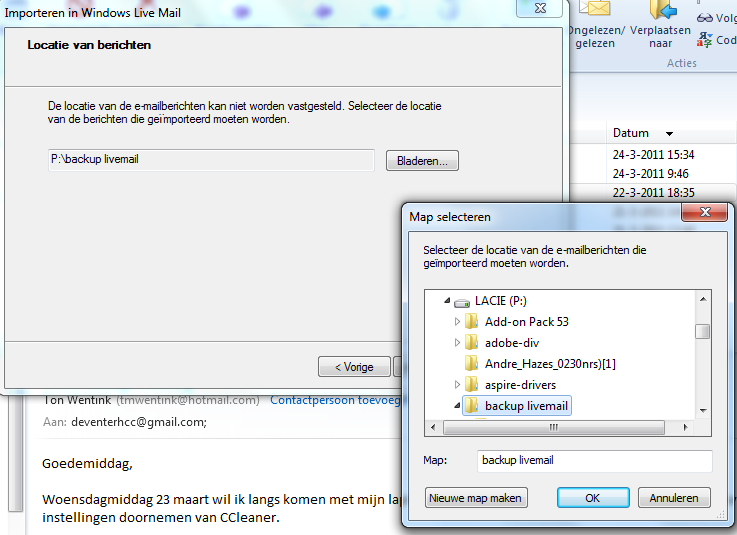 Importeren in Windows Live Mail
Locatie van berichten
De locatie van de e-mailberichten kan niet worden vastgesteld. Selecteer de locatie
van de berichten die geïmporteerd moeten worden.
P:\backup livemail
Bladeren...
< Vorige
Ongelezen/
gelezen
Verplaatsen
naar
Volg
Cod
Acties
Datum
24-3-2011 15:34
24-3-2011 9:46
22-3-2011 18:35
Map selecteren
Selecteer de locatie van de e-mailberichten die
geïmporteerd moeten worden.
LACIE (P:)
Add-on Pack 53
adobe-div
Andre_Hazes_0230nrs)[1]
aspire-drivers
backup livemail
Map:
backup livemail
Nieuwe map maken
OK
Annuleren
Ton Wentink (tmwentink@hotmail.com)
Contactpersoon toevoeg
Aan: deventerhcc@gmail.com;
Goedemiddag,
Woensdagmiddag 23 maart wil ik langs komen met mijn lap
instellingen doornemen van CCleaner.